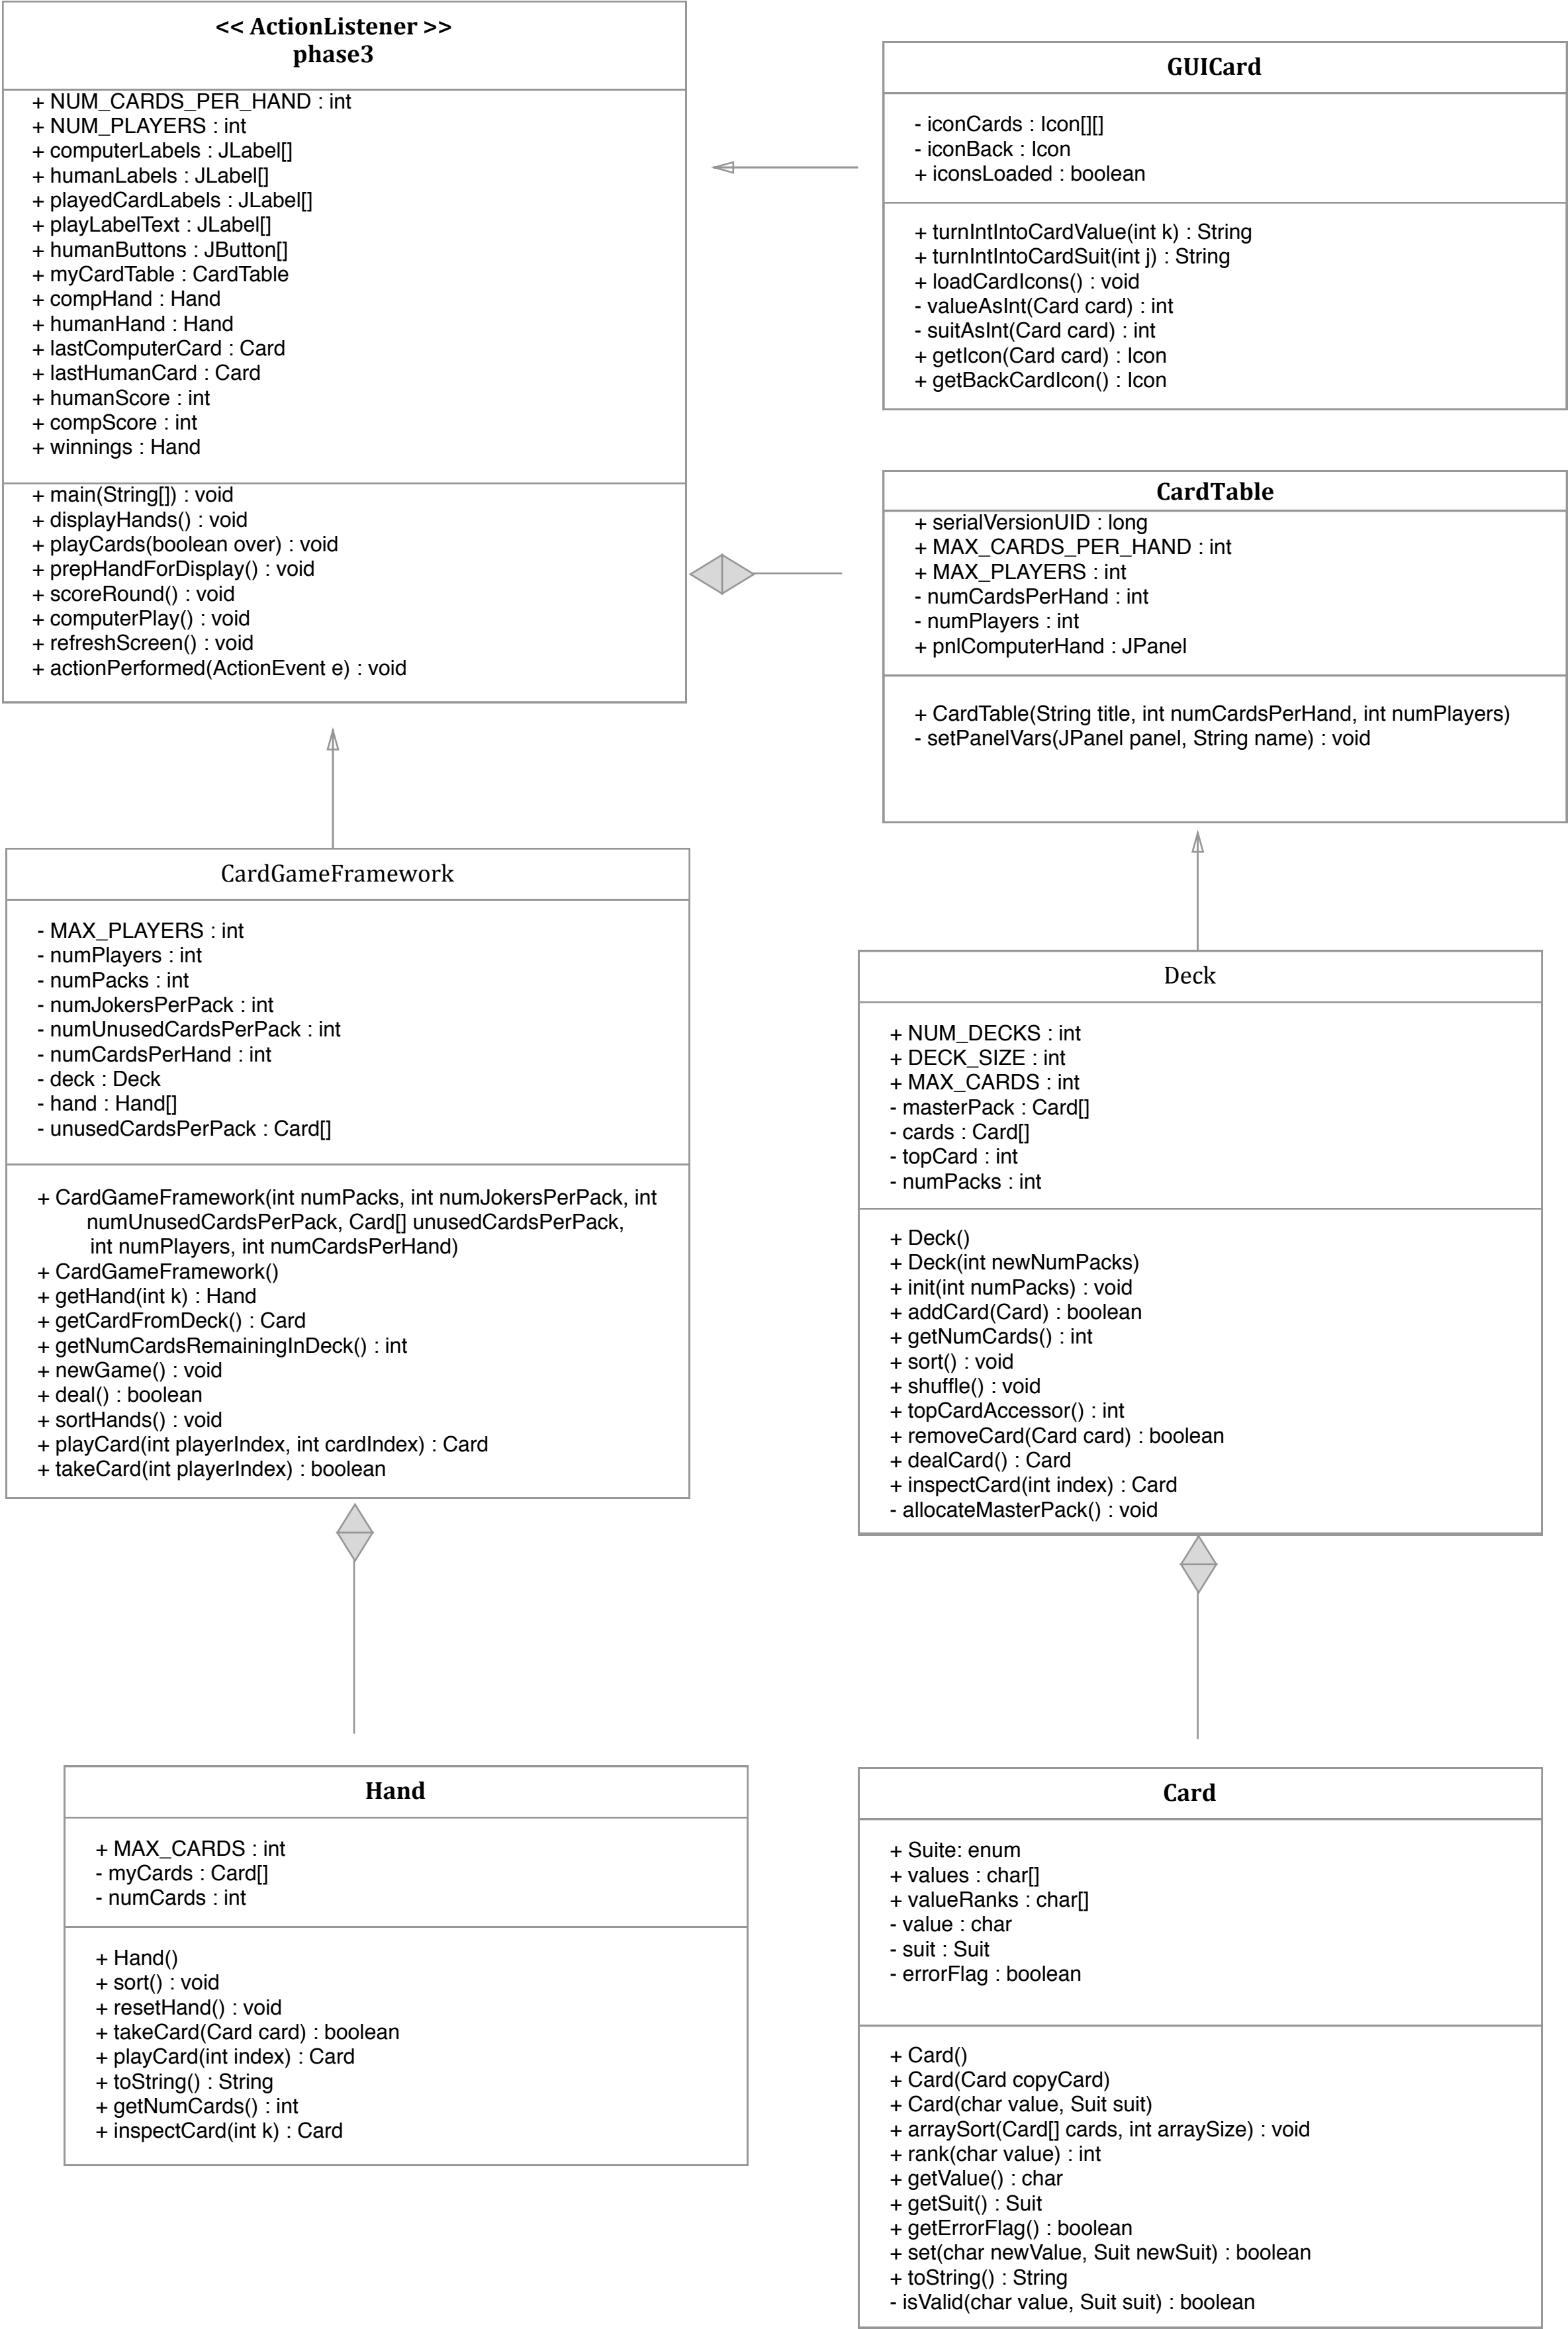 << ActionListener >>
phase3
+ NUM_CARDS_PER_HAND : int
+ NUM_PLAYERS : int
+ computerLabels : JLabel[]
+ humanLabels : JLabel[]
+ playedCardLabels : JLabel[]
+ playLabelText : JLabel[]
+ humanButtons : JButton[]
+ myCardTable : CardTable
+ compHand : Hand
+ humanHand : Hand
+ lastComputerCard : Card
+ lastHumanCard : Card
+ humanScore : int
+ compScore : int
+ winnings : Hand
+ main(String[]) : void
+ displayHands() : void
+ playCards(boolean over) : void
+ prepHandForDisplay() : void
+ scoreRound() : void
+ computerPlay() : void
+ refreshScreen() : void
+ actionPerformed(ActionEvent e) : void
GUICard
- iconCards : Icon[][]
- iconBack : Icon
+ iconsLoaded : boolean
+ turnIntIntoCardValue(int k) : String
+ turnIntIntoCardSuit(int j) : String
+ loadCardIcons() : void
- valueAsInt(Card card) : int
- suitAsInt(Card card) : int
+ getIcon(Card card) : Icon
+ getBackCardIcon() : Icon
CardTable
+ serialVersionUID : long
+ MAX_CARDS_PER_HAND : int
+ MAX_PLAYERS : int
- numCardsPerHand : int
- numPlayers : int
+ pnlComputerHand : JPanel
+ CardTable(String title, int numCardsPerHand, int numPlayers)
- setPanelVars(JPanel panel, String name) : void
CardGameFramework
- MAX_PLAYERS : int
- numPlayers : int
- numPacks : int
- numJokersPerPack : int
- numUnusedCardsPerPack : int
- numCardsPerHand : int
- deck : Deck
- hand : Hand[]
- unusedCardsPerPack : Card[]
+ CardGameFramework(int numPacks, int numJokersPerPack, int
numUnusedCardsPerPack, Card[] unusedCardsPerPack,
int numPlayers, int numCardsPerHand)
+ CardGameFramework()
+ getHand(int k) : Hand
+ getCardFromDeck() : Card
+ getNumCardsRemainingInDeck() : int
+ newGame() : void
+ deal() : boolean
+ sortHands() : void
+ playCard(int playerIndex, int cardIndex) : Card
+ takeCard(int playerIndex) : boolean
Deck
+ NUM_DECKS : int
+ DECK_SIZE : int
+ MAX_CARDS : int
- masterPack : Card[]
- cards : Card[]
- topCard : int
- numPacks : int
+ Deck()
+ Deck(int newNumPacks)
+ init(int numPacks) : void
+ addCard(Card) : boolean
+ getNumCards() : int
+ sort() : void
+ shuffle() : void
+ topCardAccessor() : int
+ removeCard(Card card) : boolean
+ dealCard() : Card
+ inspectCard(int index) : Card
- allocateMasterPack() : void
Hand
+ MAX_CARDS : int
- myCards : Card[]
- numCards : int
+ Hand()
+ sort() : void
+ resetHand() : void
+ takeCard(Card card) : boolean
+ playCard(int index) : Card
+ toString() : String
+ getNumCards() : int
+ inspectCard(int k) : Card
Card
+ Suite: enum
+ values : char[]
+ valueRanks : char[]
- value : char
- suit : Suit
- errorFlag : boolean
+ Card()
+ Card(Card copyCard)
+ Card(char value, Suit suit)
+ arraySort(Card[] cards, int arraySize) : void
+ rank(char value) : int
+ getValue() : char
+ getSuit() : Suit
+ getErrorFlag() : boolean
+ set(char newValue, Suit newSuit) : boolean
+ toString() : String
- isValid(char value, Suit suit) : boolean